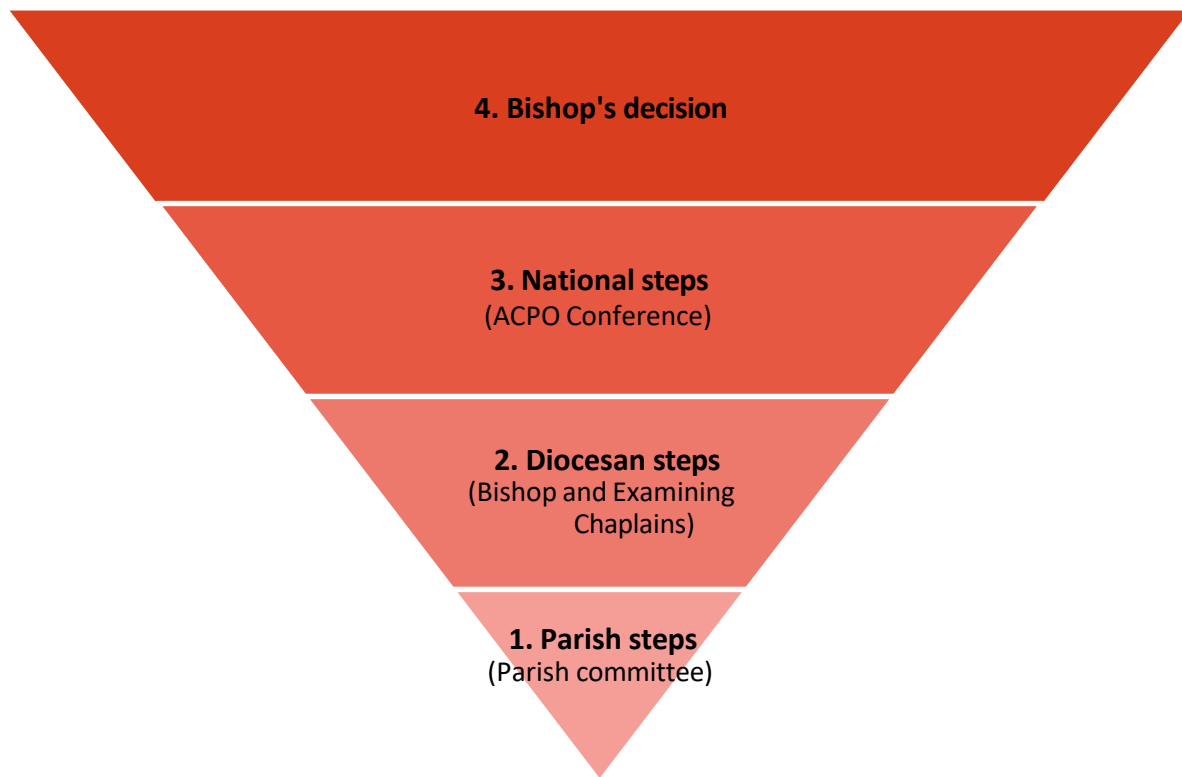 4. Bishop's decision
3. National steps
(ACPO Conference)
2. Diocesan steps
(Bishop and Examining
Chaplains)
1. Parish steps
(Parish committee)